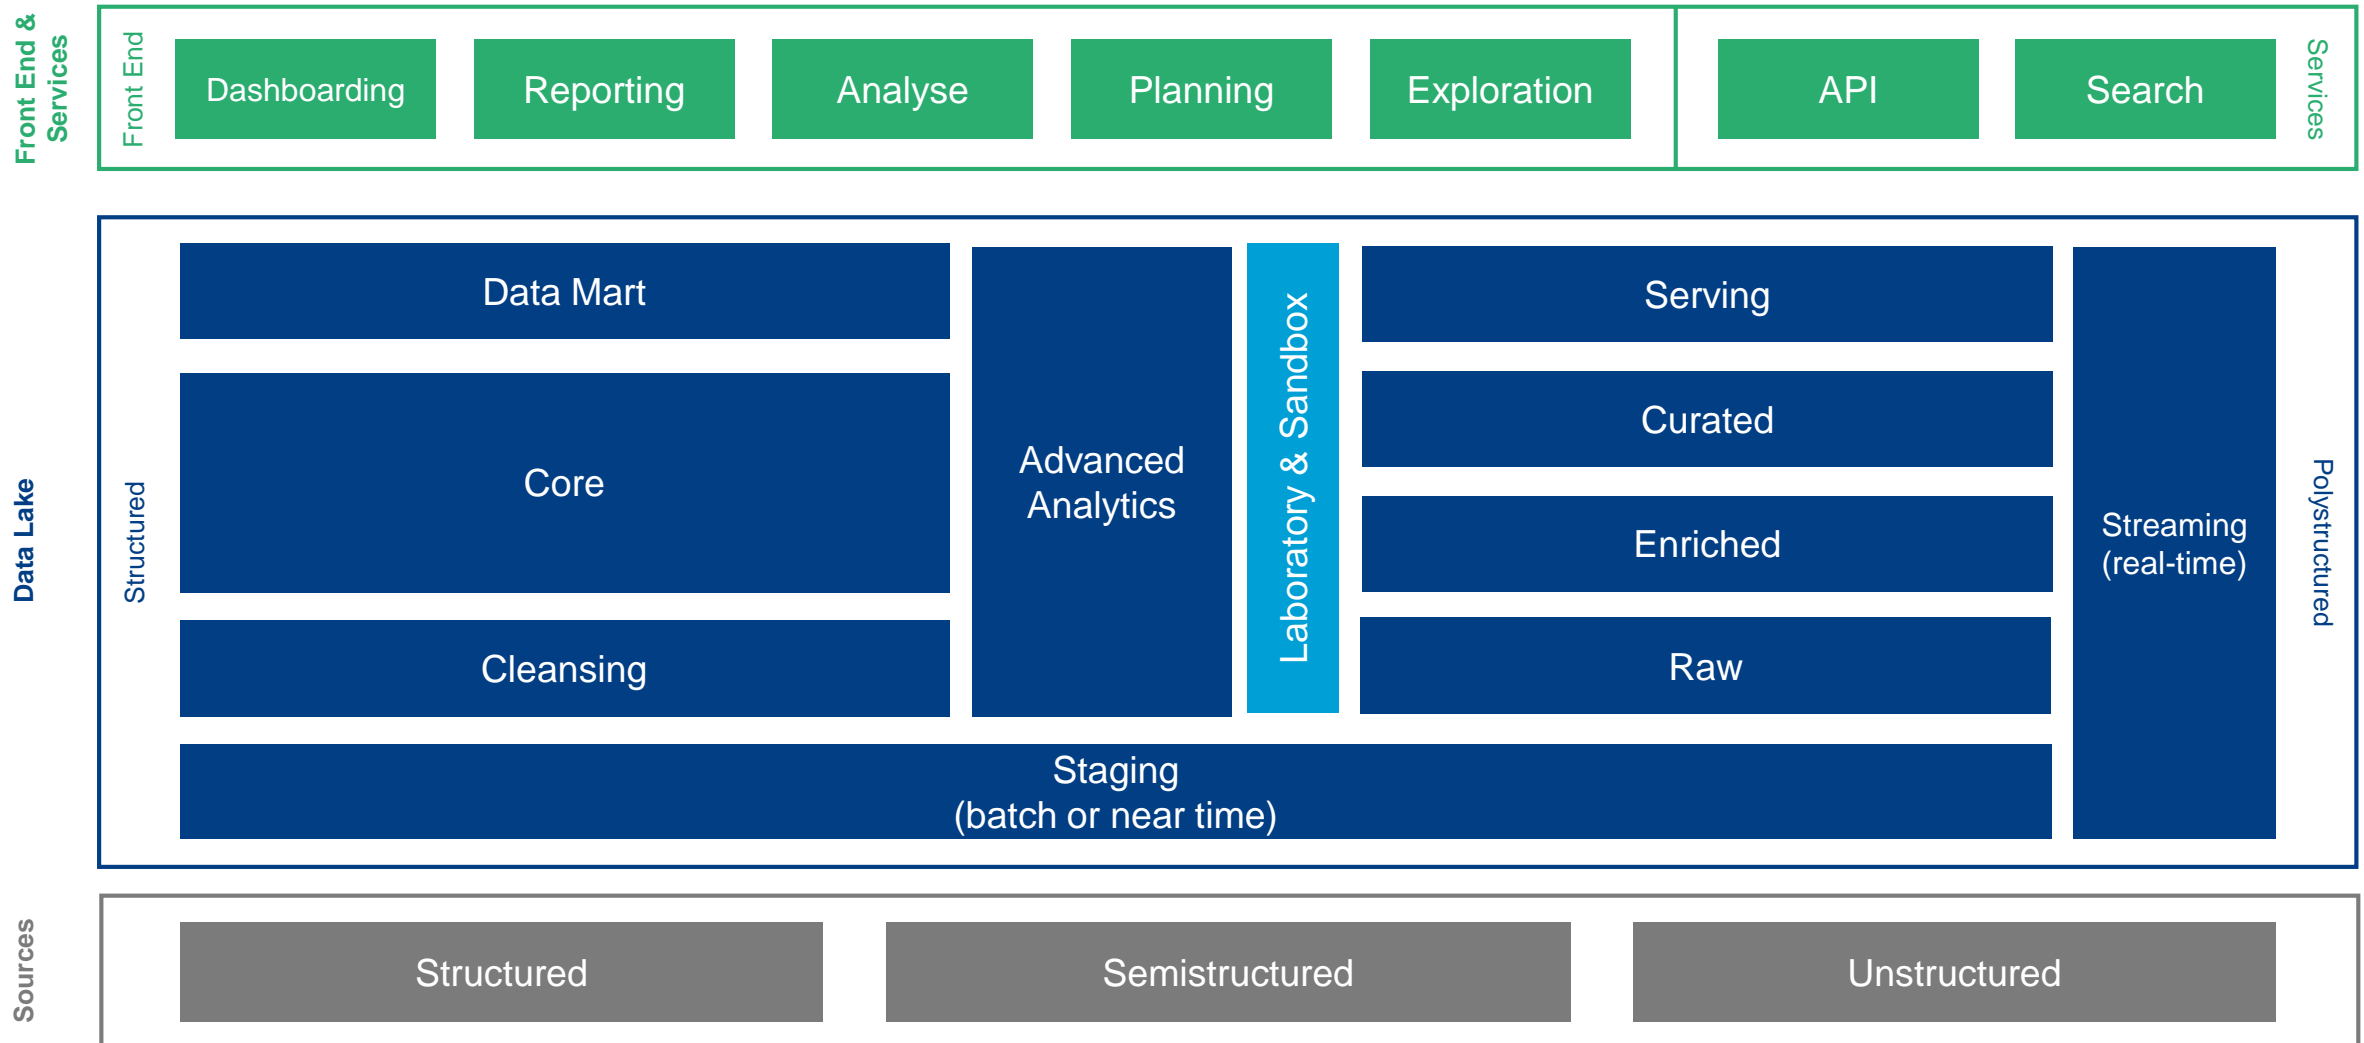 Front End &
Services
Front End
Dashboarding
Reporting
Analyse
Planning
Exploration
API
Search
Services
Data Lake
Structured
Data Mart
Core
Cleansing
Advanced
Analytics
Laboratory & Sandbox
Serving
Curated
Enriched
Raw
Streaming
(real-time)
Polystructured
Staging
(batch or near time)
Sources
Structured
Semistructured
Unstructured